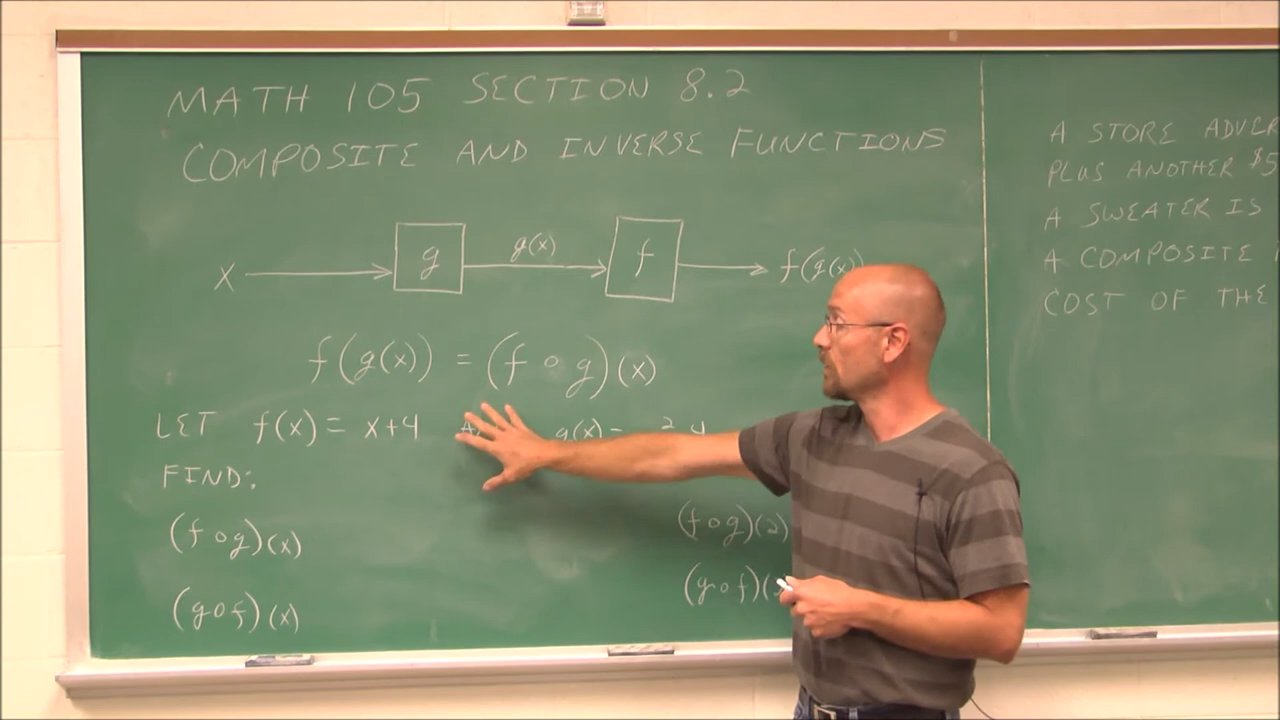 MATH 105 SECTION 8.2
COMPOSITE AND INVERSE FUNCTIONS
X g g(x) f f(g(x)
f(g(x)) = (f ∘ g)(x)
LET f(x) = x+4 g(x) =
FIND:
(f ∘ g)(x) (f ∘ g)(2)
(g ∘ f)(x) (g ∘ f)(
A STORE
PLUS ANOTHER $5
A SWEATER IS
A COMPOSITE
COST OF THE